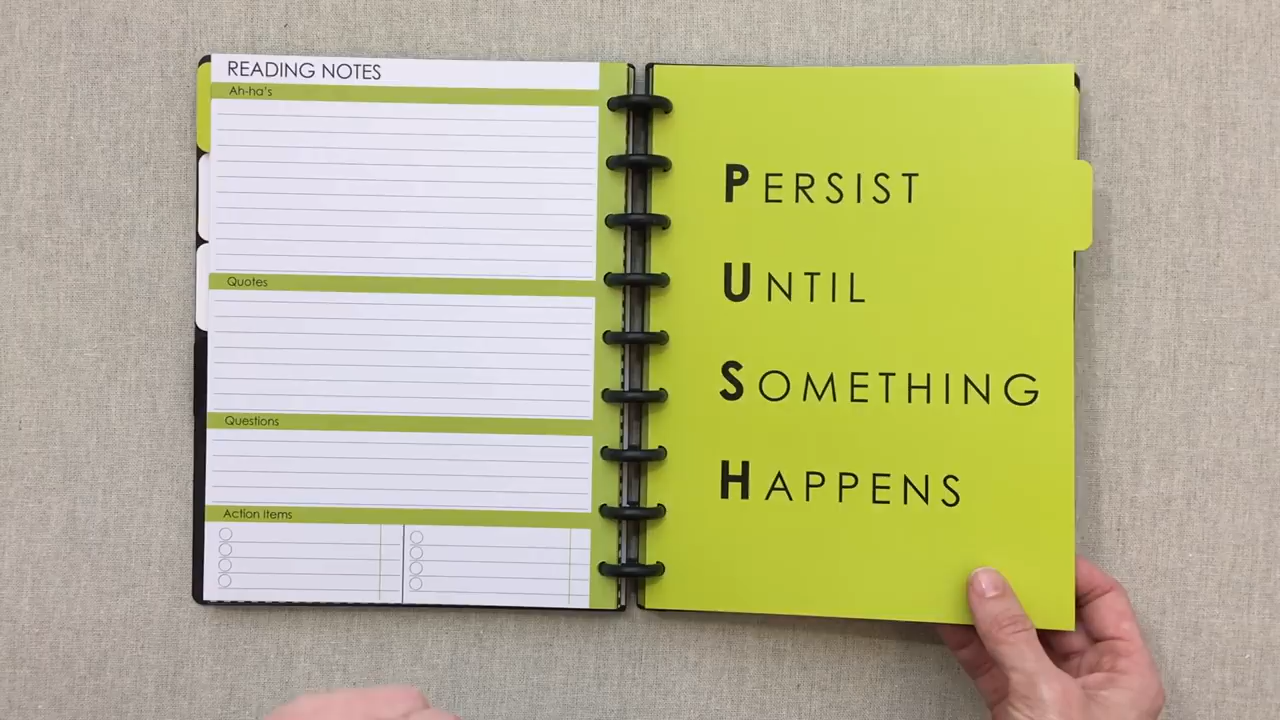 READING NOTES
Ah-ha's
Quotes
Questions
Action Items
PERSIST
UNTIL
SOMETHING
HAPPENS